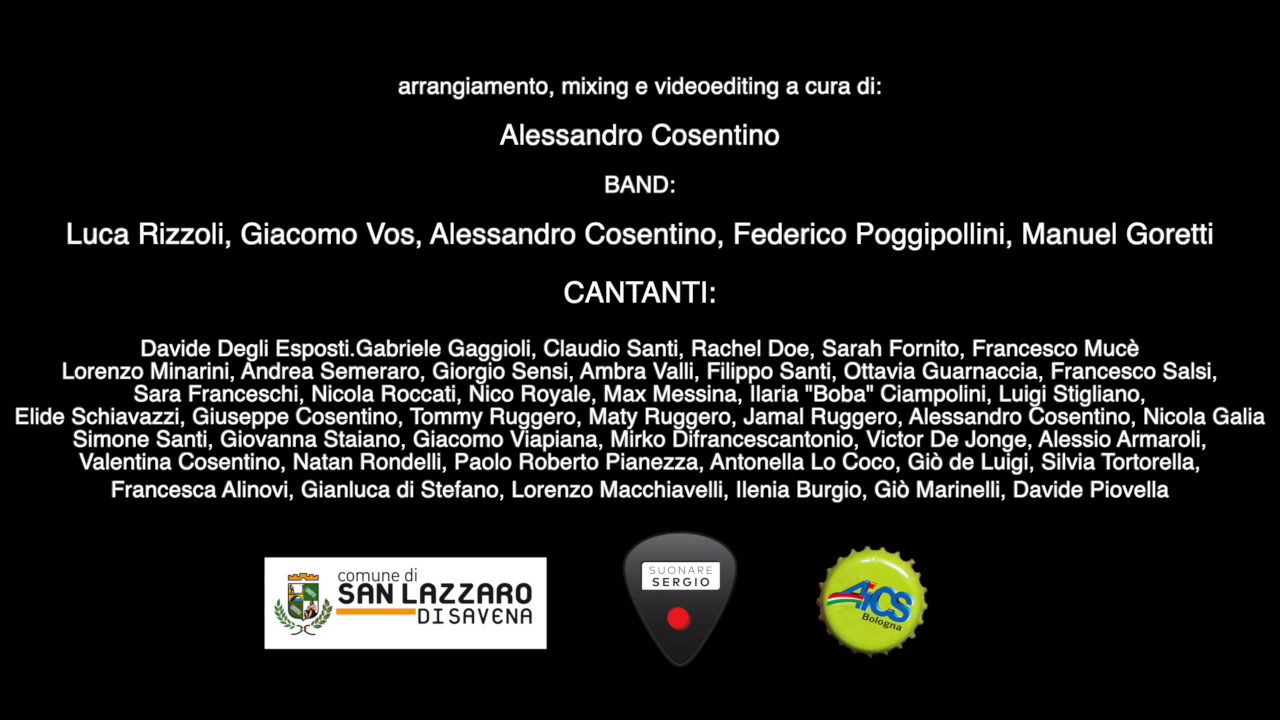 arrangiamento, mixing e videoediting a cura di:
Alessandro Cosentino
BAND:
Luca Rizzoli, Giacomo Vos, Alessandro Cosentino, Federico Poggipollini, Manuel Goretti
CANTANTI:
Davide Degli Esposti.Gabriele Gaggioli, Claudio Santi, Rachel Doe, Sarah Fornito, Francesco Mucè
Lorenzo Minarini, Andrea Semeraro, Giorgio Sensi, Ambra Valli, Filippo Santi, Ottavia Guarnaccia, Francesco Salsi,
Sara Franceschi, Nicola Roccati, Nico Royale, Max Messina, Ilaria "Boba" Ciampolini, Luigi Stigliano,
Elide Schiavazzi, Giuseppe Cosentino, Tommy Ruggero, Maty Ruggero, Jamal Ruggero, Alessandro Cosentino, Nicola Galia
Simone Santi, Giovanna Staiano, Giacomo Viapiana, Mirko Difrancescantonio, Victor De Jonge, Alessio Armaroli,
Valentina Cosentino, Natan Rondelli, Paolo Roberto Pianezza, Antonella Lo Coco, Giò de Luigi, Silvia Tortorella,
Francesca Alinovi, Gianluca di Stefano, Lorenzo Macchiavelli, Ilenia Burgio, Giò Marinelli, Davide Piovella
comune di
SAN LAZZARO
DI SAVENA
SUONARE
SERGIO
AICS
Bologna